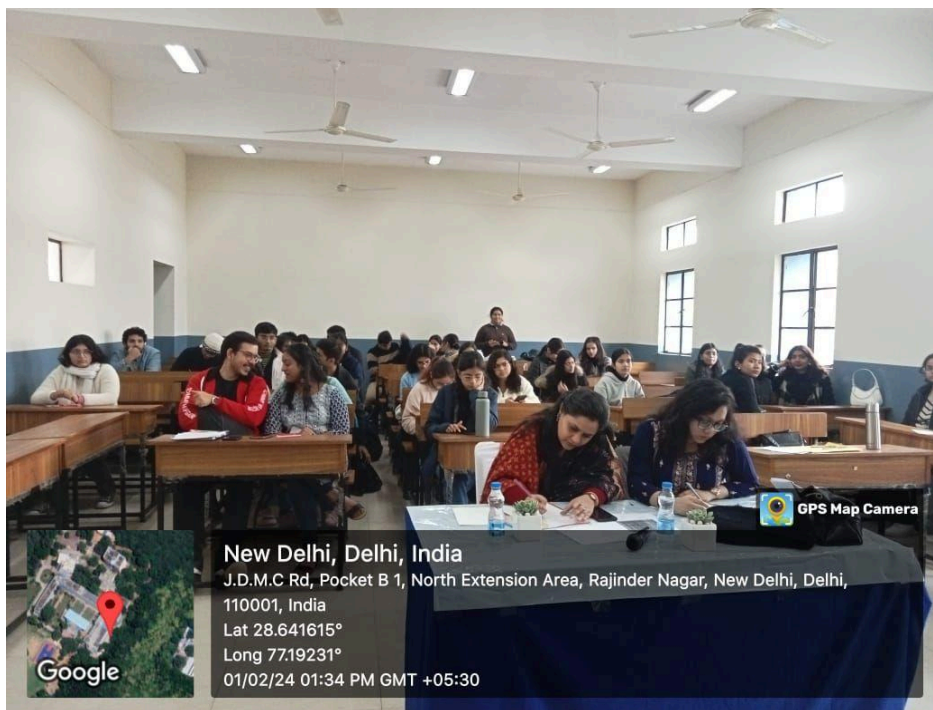 GPS Map Camera
New Delhi, Delhi, India
J.D.M.C Rd, Pocket B 1, North Extension Area, Rajinder Nagar, New Delhi, Delhi,
110001, India
Lat 28.641615°
Long 77.19231°
01/02/24 01:34 PM GMT +05:30
Google